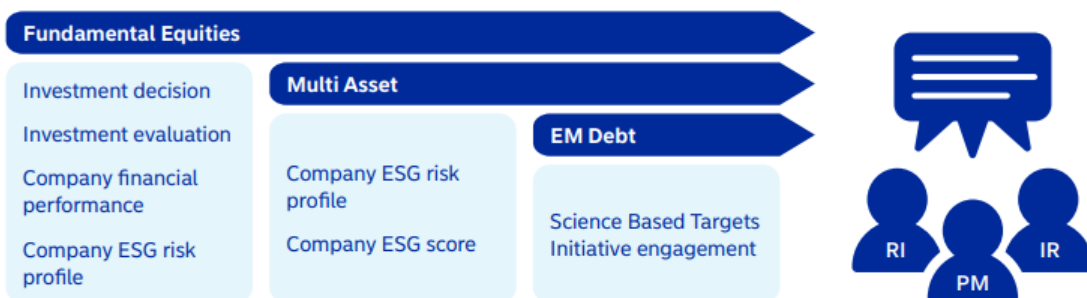 Fundamental Equities
Investment decision
Investment evaluation
Company financial
performance
Company ESG risk
profile
Multi Asset
Company ESG risk
profile
Company ESG score
EM Debt
Science Based Targets
Initiative engagement
RI
PM
IR